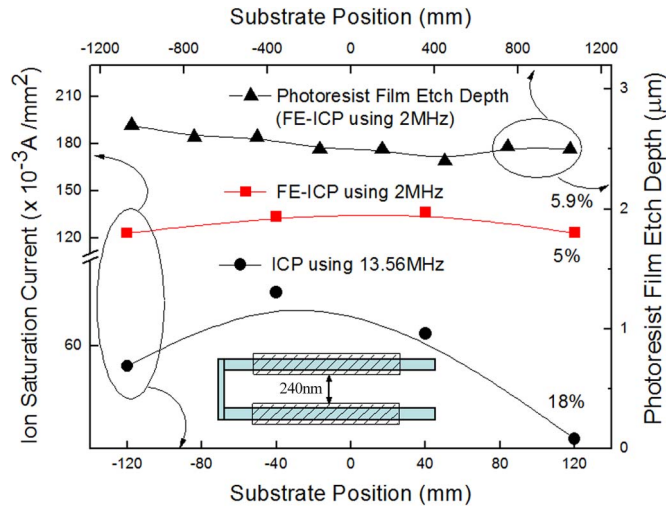 Substrate Position (mm)
-1200 -800 -400 0 400 800 1200
Ion Saturation Current (x 10⁻³A /mm²)
210
180
150
120
60
Photoresist Film Etch Depth
(FE-ICP using 2MHz)
FE-ICP using 2MHz
5.9%
5%
ICP using 13.56MHz
240nm
18%
3
2
1
0
Photoresist Film Etch Depth (μm)
-120 -80 -40 0 40 80 120
Substrate Position (mm)